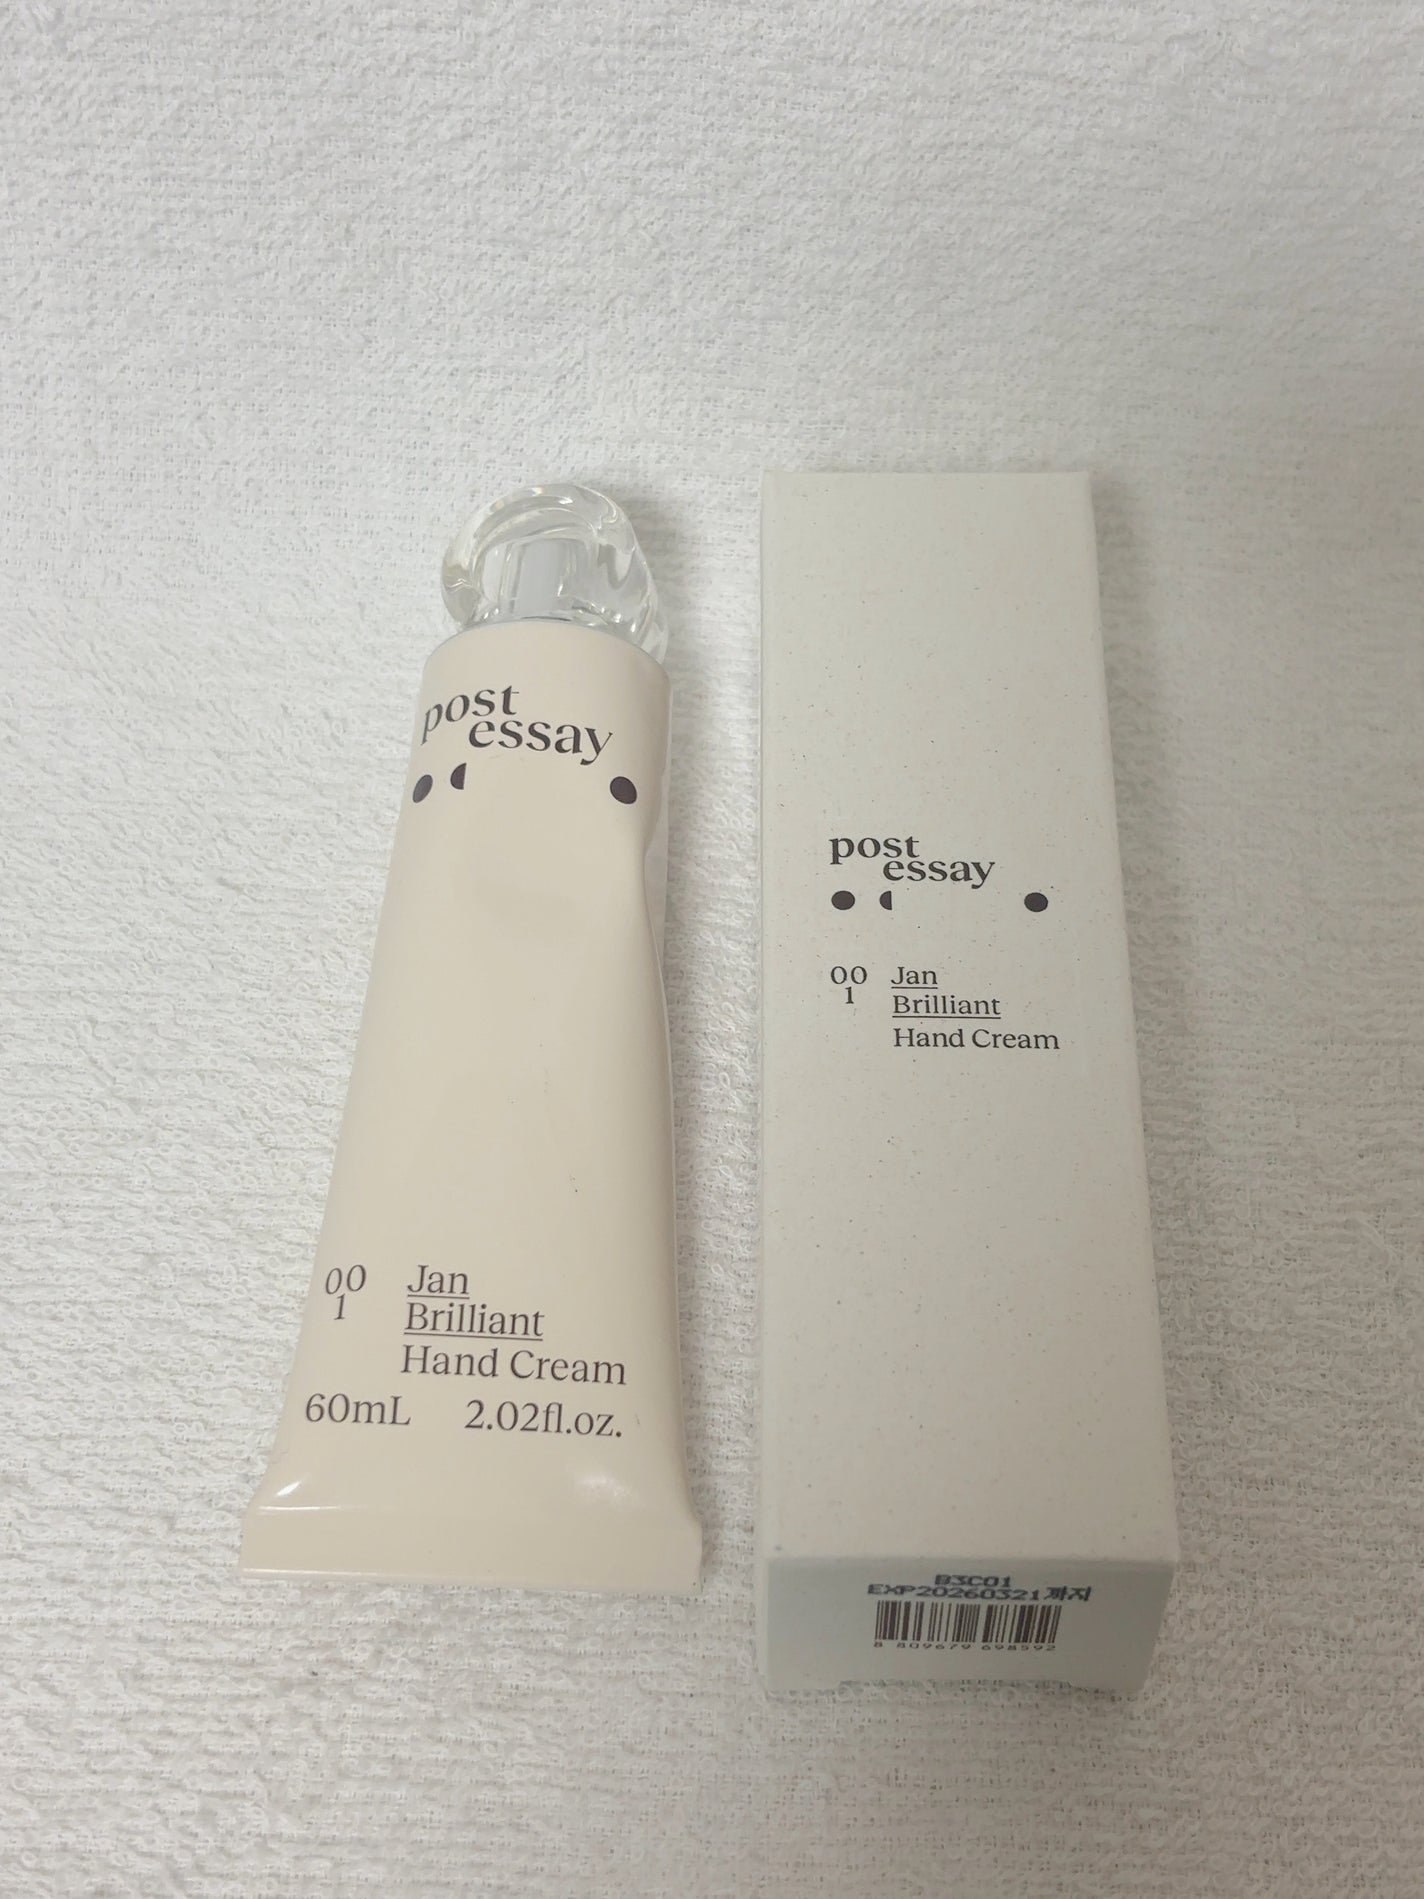 post
essay
00 Jan
1 Brilliant
Hand Cream
60mL 2.02fl.oz.
post
essay
00 Jan
1 Brilliant
Hand Cream
B3C01
EXP20260321까지
8 809679 698592